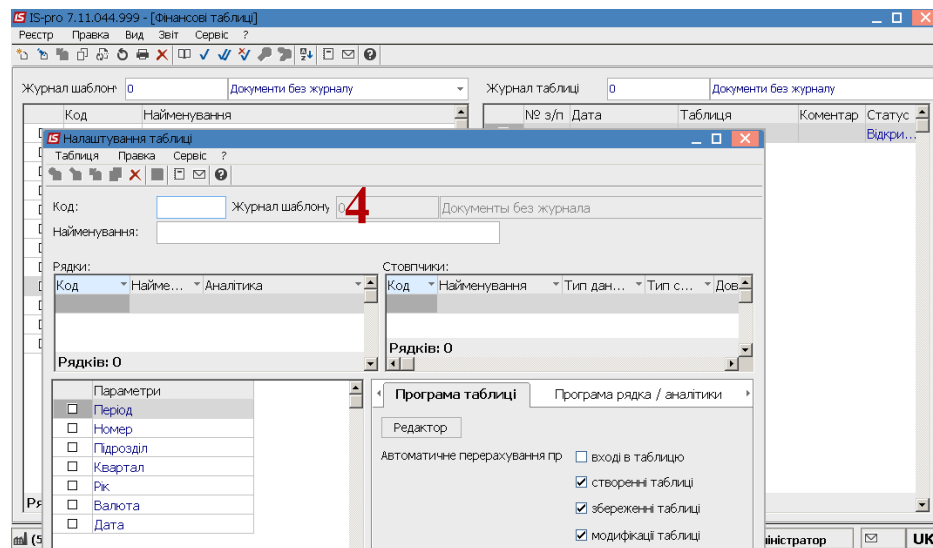 IS-pro 7.11.044.999 - [Фінансові таблиці]
Реєстр Правка Вид Звіт Сервіс ?
Журнал шаблон 0 Документи без журналу Журнал таблиці 0 Документи без журналу
Код Найменування № з/п Дата Таблиця Коментар Статус
Відкри...
Налаштування таблиці
Таблиця Правка Сервіс ?
Код: Журнал шаблону 0 Документы без журнала
4
Найменування:
Рядки: Стовпчики:
Код Найме... Аналітика Код Найменування Тип дан... Тип с... Дов
Рядків: 0
Рядків: 0
Параметри
Період
Номер
Підрозділ
Квартал
Рік
Валюта
Дата
Програма таблиці Програма рядка / аналітики
Редактор
Автоматичне перерахування пр вході в таблицю
створенні таблиці
збереженні таблиці
модифікації таблиці
Ря
(5 міністратор UK